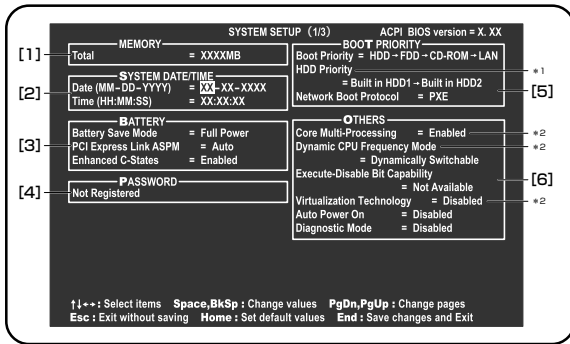 SYSTEM SETUP (1/3) ACPI BIOS version = X. XX
[1]
MEMORY
Total = XXXXMB
[2]
SYSTEM DATE/TIME
Date (MM–DD–YYYY) = XX–XX–XXXX
Time (HH:MM:SS) = XX:XX:XX
[3]
BATTERY
Battery Save Mode = Full Power
PCI Express Link ASPM = Auto
Enhanced C-States = Enabled
[4]
PASSWORD
Not Registered
BOOT PRIORITY
Boot Priority = HDD→FDD→CD-ROM→LAN
HDD Priority *1
= Built in HDD1→Built in HDD2
Network Boot Protocol = PXE
[5]
OTHERS
Core Multi-Processing = Enabled *2
Dynamic CPU Frequency Mode *2
= Dynamically Switchable
Execute-Disable Bit Capability
= Not Available
[6]
Virtualization Technology = Disabled *2
Auto Power On = Disabled
Diagnostic Mode = Disabled
↑↓←→ : Select items Space,BkSp : Change values PgDn,PgUp : Change pages
Esc : Exit without saving Home : Set default values End : Save changes and Exit